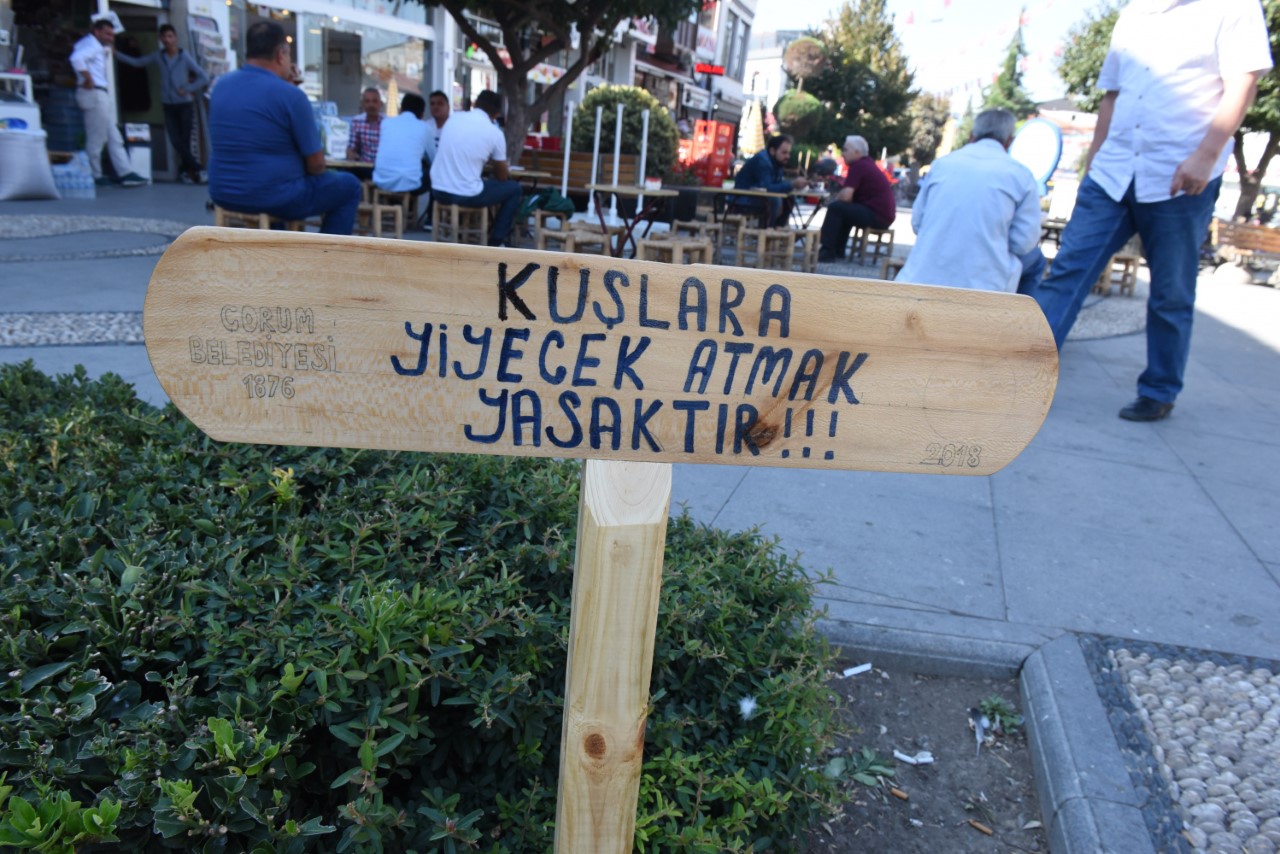 KUŞLARA
YİYECEK ATMAK
YASAKTIR !!!
ÇORUM
BELEDİYESİ
1876
2018